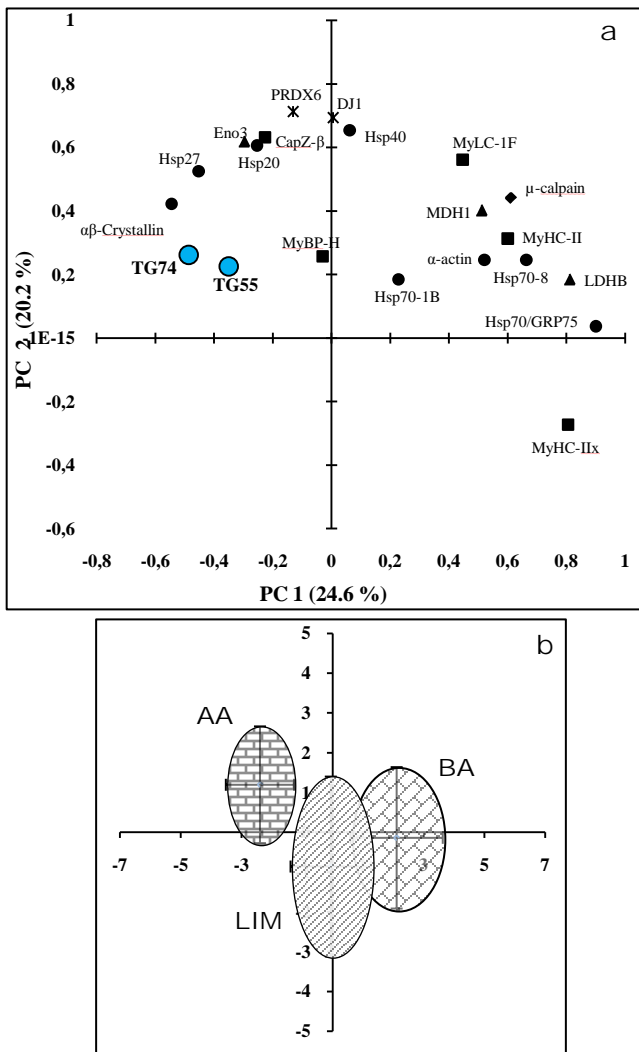 a
1
0,8
0,6
0,4
0,2
1E-15
-0,2
-0,4
-0,6
-0,8 -0,6 -0,4 -0,2 0 0,2 0,4 0,6 0,8 1
PC 2 (20.2 %)
PC 1 (24.6 %)
PRDX6
DJ1
Eno3
CapZ-β
Hsp40
Hsp27
Hsp20
MyLC-1F
µ-calpain
αβ-Crystallin
MDH1
MyBP-H
MyHC-II
TG74
TG55
α-actin
Hsp70-8
Hsp70-1B
LDHB
Hsp70/GRP75
MyHC-IIx
b
5
4
3
2
1
-3
-4
-5
-7 -5 -3 3 5 7
AA
BA
LIM